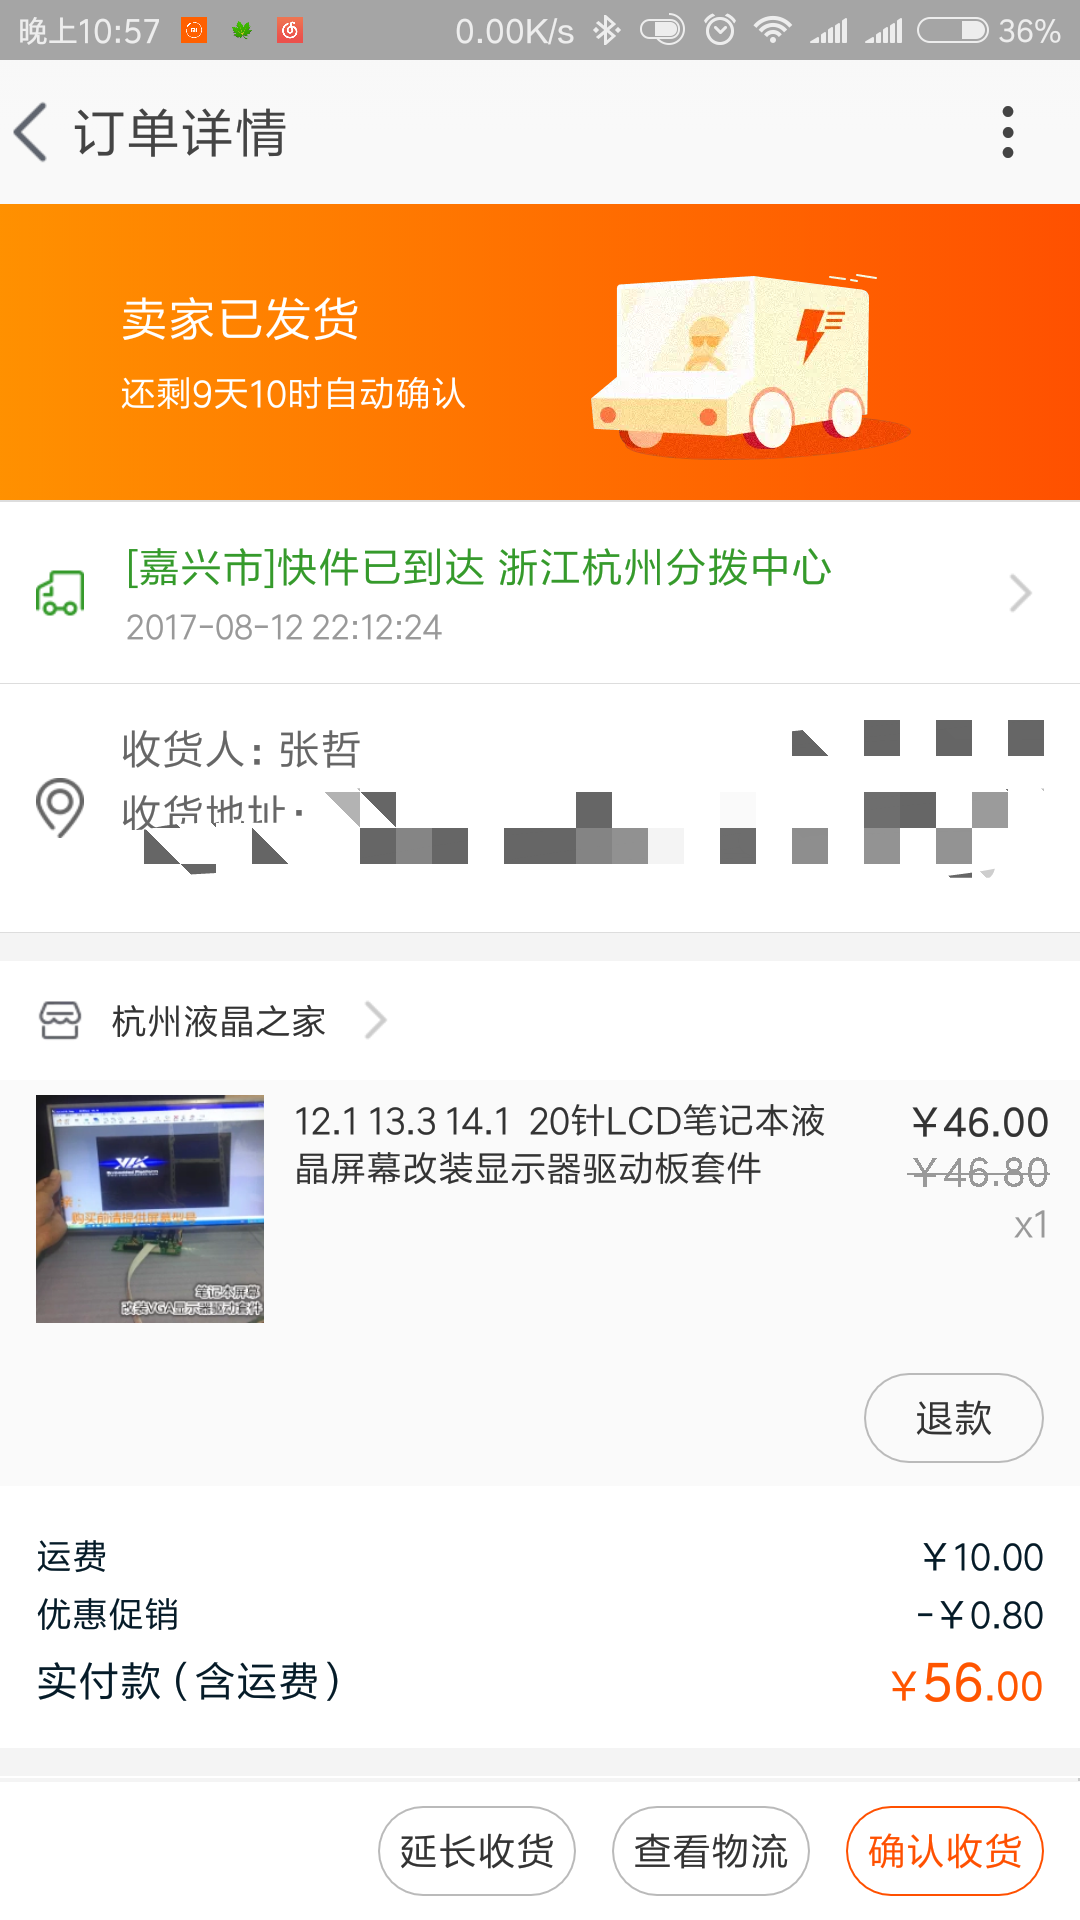 晚上10:57 0.00K/s 36%
订单详情
卖家已发货
还剩9天10时自动确认
[嘉兴市]快件已到达 浙江杭州分拨中心
2017-08-12 22:12:24
收货人：张哲
收货地址：
杭州液晶之家
12.1 13.3 14.1 20针LCD笔记本液
晶屏幕改装显示器驱动板套件
￥46.00
￥46.80
x1
购买前请提供屏幕型号
笔记本屏幕
改装VGA显示器驱动套件
退款
运费 ￥10.00
优惠促销 -￥0.80
实付款（含运费） ￥56.00
延长收货 查看物流 确认收货